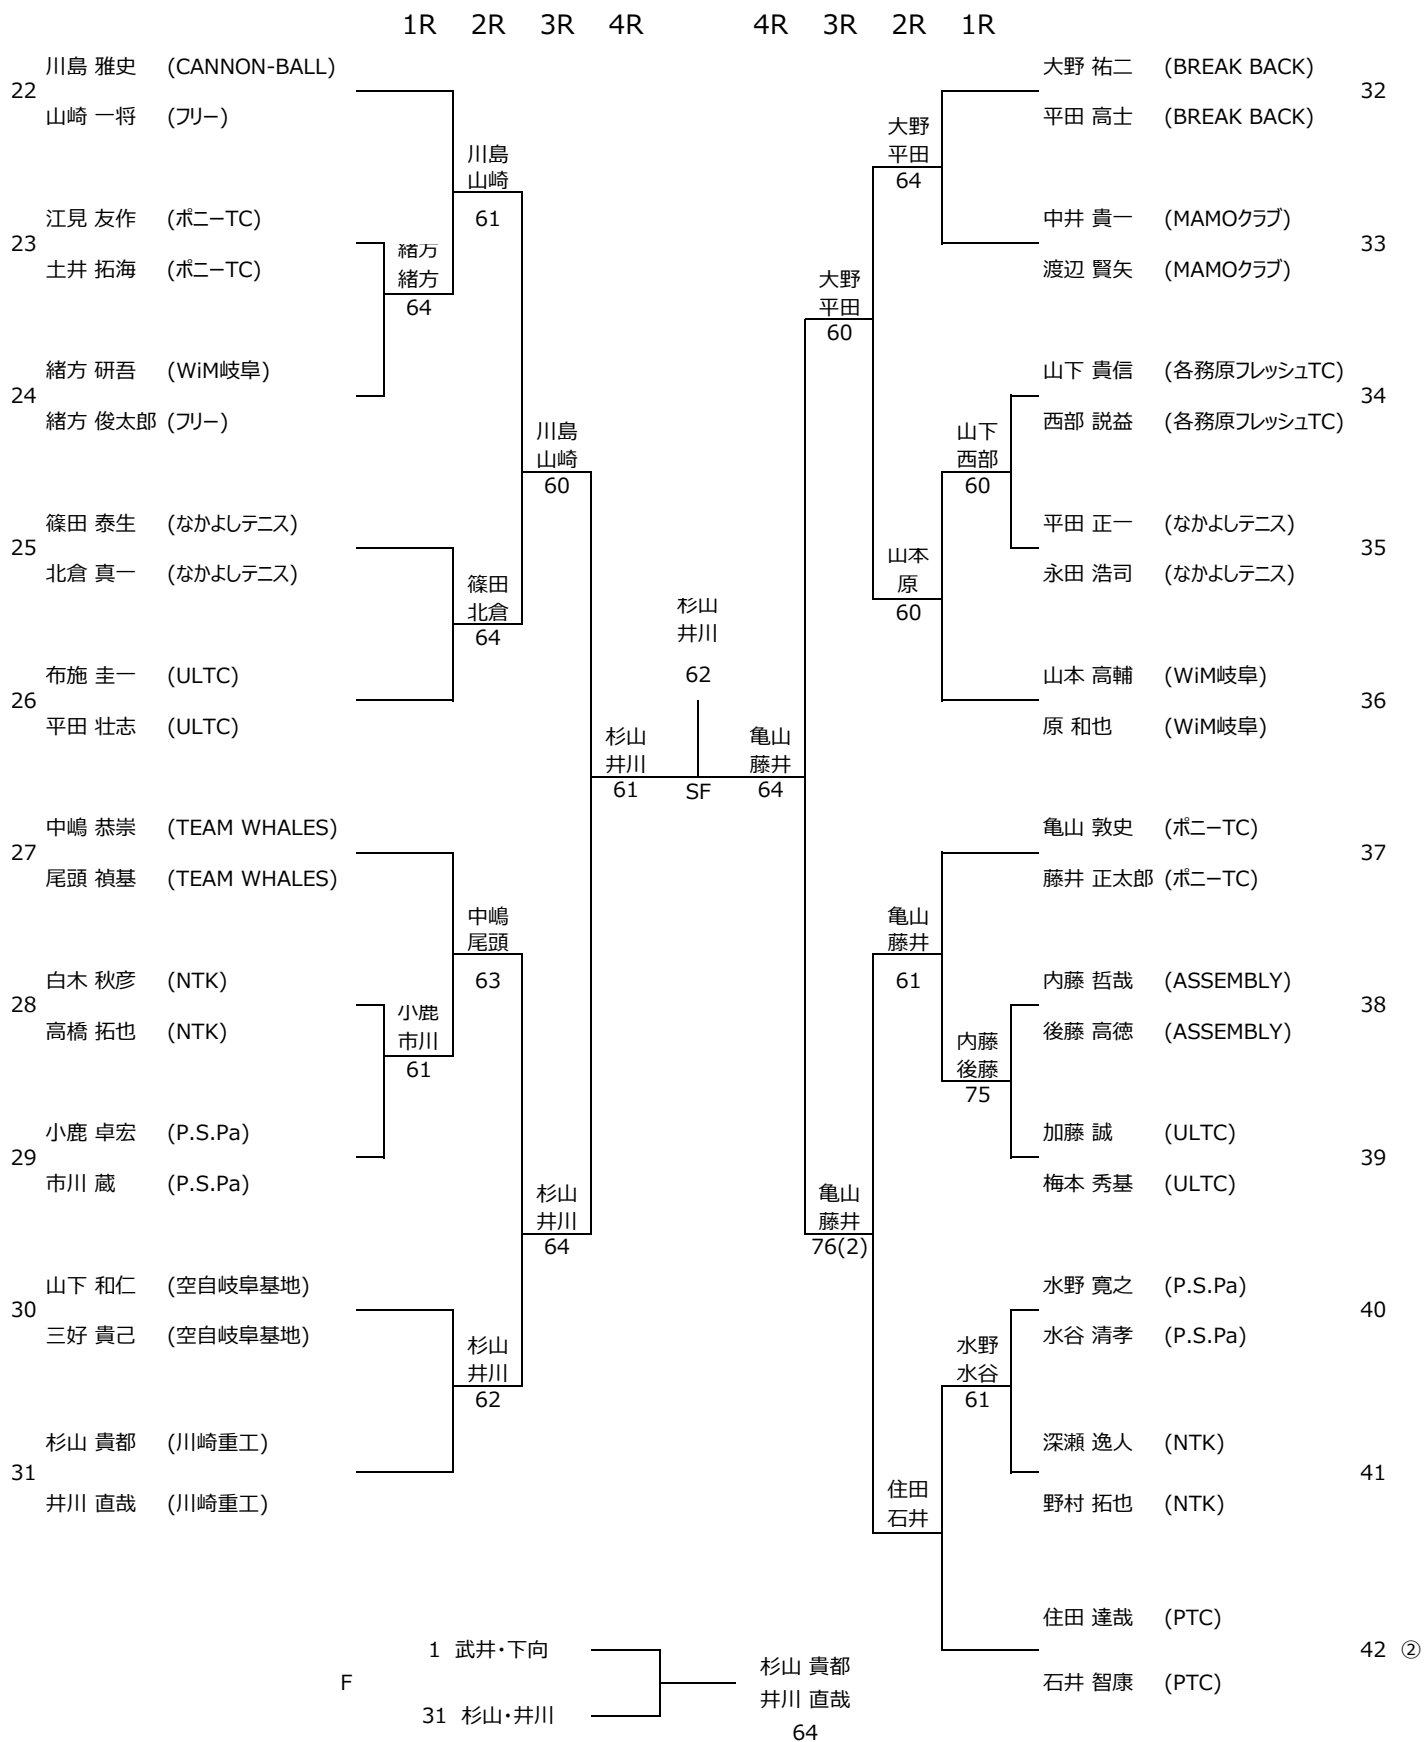 1R 2R 3R 4R 4R 3R 2R 1R
22
川島 雅史 (CANNON-BALL)
山崎 一将 (フリー)
23
江見 友作 (ポニーTC)
土井 拓海 (ポニーTC)
24
緒方 研吾 (WiM岐阜)
緒方 俊太郎 (フリー)
25
篠田 泰生 (なかよしテニス)
北倉 真一 (なかよしテニス)
26
布施 圭一 (ULTC)
平田 壮志 (ULTC)
27
中嶋 恭崇 (TEAM WHALES)
尾頭 禎基 (TEAM WHALES)
28
白木 秋彦 (NTK)
高橋 拓也 (NTK)
29
小鹿 卓宏 (P.S.Pa)
市川 蔵 (P.S.Pa)
30
山下 和仁 (空自岐阜基地)
三好 貴己 (空自岐阜基地)
31
杉山 貴都 (川崎重工)
井川 直哉 (川崎重工)
緒方
緒方
64
小鹿
市川
61
川島
山崎
61
篠田
北倉
64
中嶋
尾頭
63
杉山
井川
62
川島
山崎
60
杉山
井川
64
杉山
井川
61
杉山
井川
62
SF
亀山
藤井
64
大野
平田
60
亀山
藤井
76(2)
大野
平田
64
山本
原
60
亀山
藤井
61
住田
石井
山下
西部
60
内藤
後藤
75
水野
水谷
61
大野 祐二 (BREAK BACK)
平田 高士 (BREAK BACK)
32
中井 貴一 (MAMOクラブ)
渡辺 賢矢 (MAMOクラブ)
33
山下 貴信 (各務原フレッシュTC)
西部 説益 (各務原フレッシュTC)
34
平田 正一 (なかよしテニス)
永田 浩司 (なかよしテニス)
35
山本 高輔 (WiM岐阜)
原 和也 (WiM岐阜)
36
亀山 敦史 (ポニーTC)
藤井 正太郎 (ポニーTC)
37
内藤 哲哉 (ASSEMBLY)
後藤 高徳 (ASSEMBLY)
38
加藤 誠 (ULTC)
梅本 秀基 (ULTC)
39
水野 寛之 (P.S.Pa)
水谷 清孝 (P.S.Pa)
40
深瀬 逸人 (NTK)
野村 拓也 (NTK)
41
住田 達哉 (PTC)
石井 智康 (PTC)
42 ②
F
1 武井・下向
31 杉山・井川
杉山 貴都
井川 直哉
64